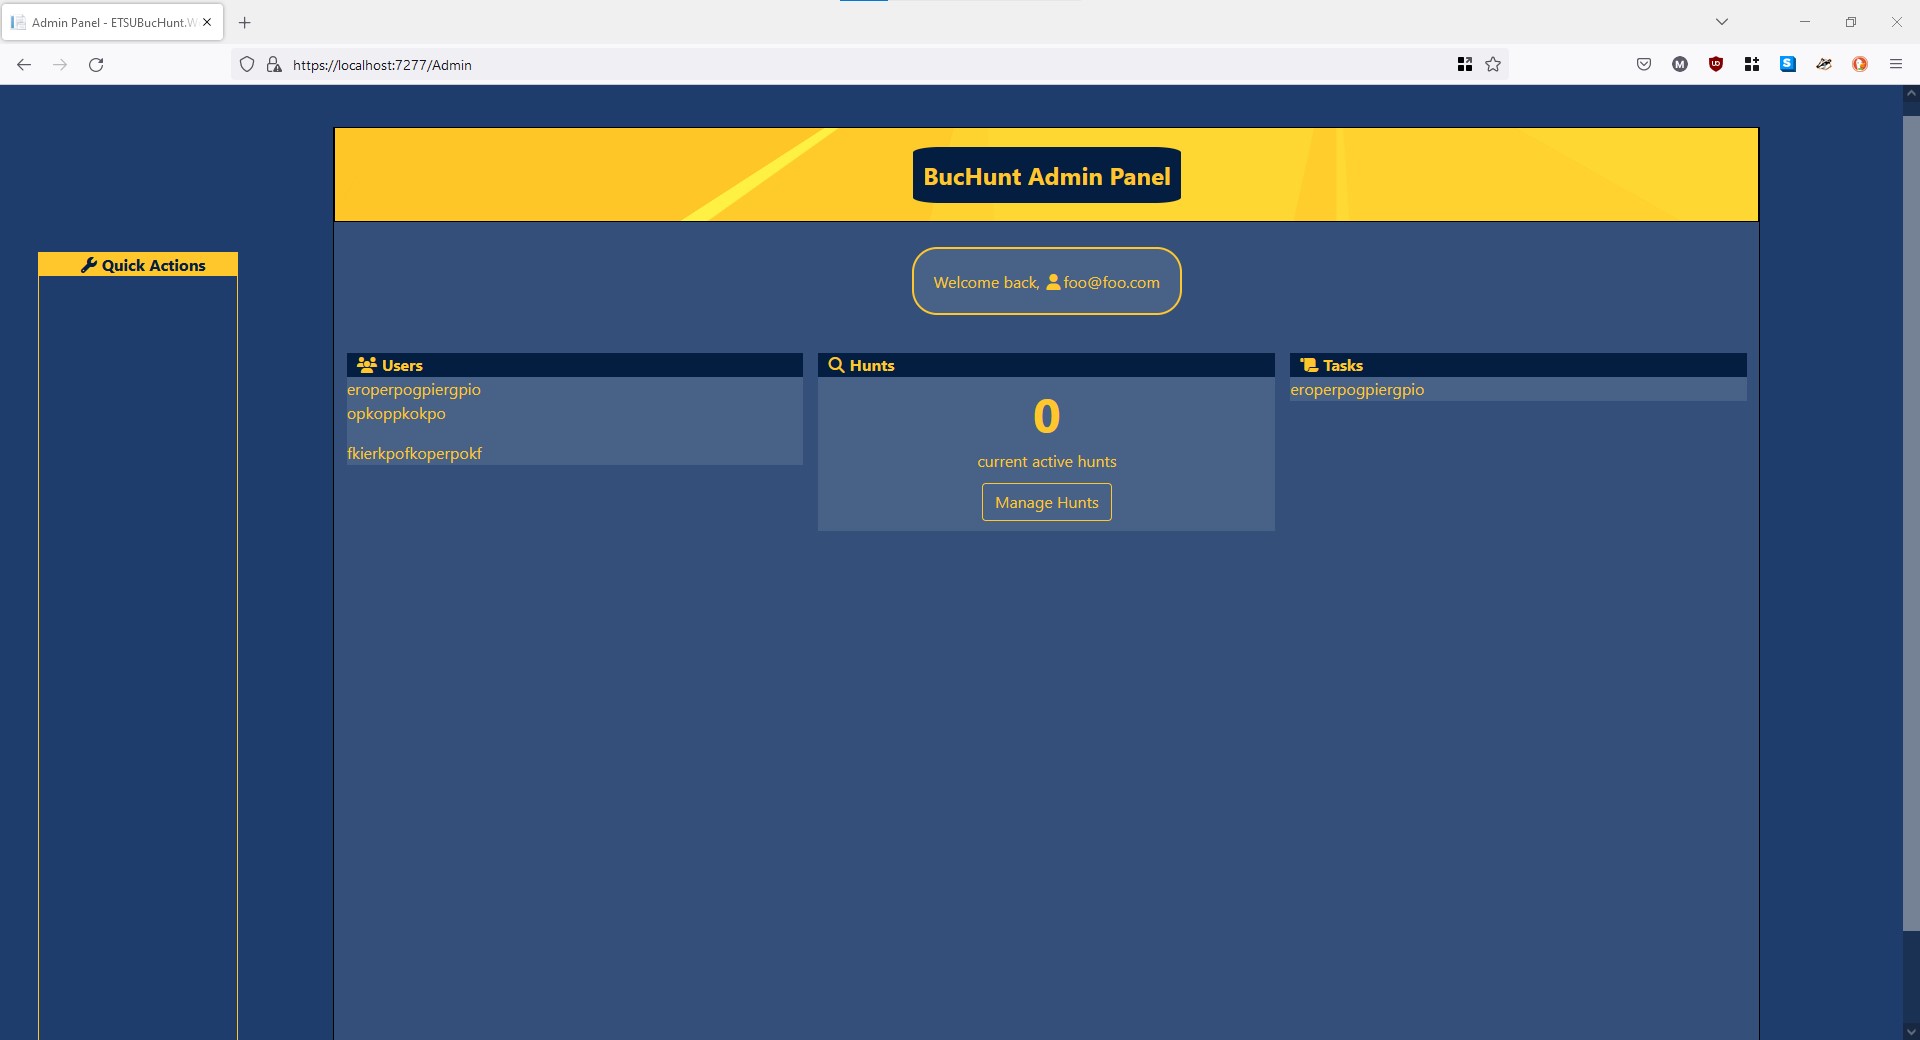 Admin Panel - ETSUBucHunt.W
https://localhost:7277/Admin
BucHunt Admin Panel
Quick Actions
Welcome back, foo@foo.com
Users
eroperpogpiergpio
opkoppkokpo
fkierkpofkoperpokf
Hunts
0
current active hunts
Manage Hunts
Tasks
eroperpogpiergpio